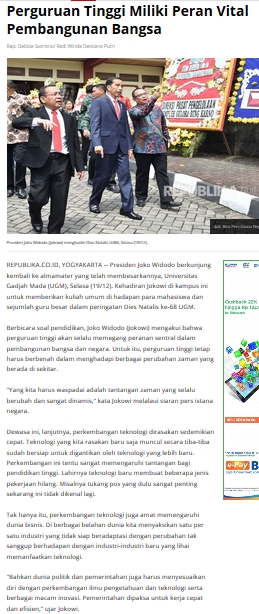 Perguruan Tinggi Miliki Peran Vital
Pembangunan Bangsa
Rep: Debbie Sutrisno/ Red: Winda Destiana Putri
REPUBLIKA
Presiden Joko Widodo (Jokowi) menghadiri Dies Natalis UGM, Selasa (19/12).
REPUBLIKA.CO.ID, YOGYAKARTA -- Presiden Joko Widodo berkunjung
kembali ke almamater yang telah membesarkannya, Universitas
Gadjah Mada (UGM), Selasa (19/12). Kehadiran Jokowi di kampus ini
untuk memberikan kuliah umum di hadapan para mahasiswa dan
sejumlah guru besar dalam peringatan Dies Natalis ke-68 UGM.
Berbicara soal pendidikan, Joko Widodo (Jokowi) mengakui bahwa
perguruan tinggi akan selalu memegang peranan sentral dalam
pembangunan bangsa dan negara. Untuk itu, perguruan tinggi tetap
harus berbenah dalam menghadapi berbagai perubahan zaman yang
berada di sekitar.
"Yang kita harus waspadai adalah tantangan zaman yang selalu
berubah dan sangat dinamis," kata Jokowi melalaui siaran pers istana
negara.
Dewasa ini, lanjutnya, perkembangan teknologi dirasakan sedemikian
cepat. Teknologi yang kita rasakan baru saja muncul secara tiba-tiba
sudah bersiap untuk digantikan oleh teknologi yang lebih baru.
Perkembangan ini tentu sangat memengaruhi tantangan bagi
pendidikan tinggi. Lahirnya teknologi baru membuat beberapa jenis
pekerjaan hilang. Misalnya tukang pos yang dulu sangat penting
sekarang ini tidak dikenal lagi.
Tak hanya itu, perkembangan teknologi juga amat memengaruhi
dunia bisnis. Di berbagai belahan dunia kita menyaksikan satu per
satu industri yang tidak siap beradaptasi dengan perubahan tak
sanggup berhadapan dengan industri-industri baru yang lihai
memanfaatkan teknologi.
"Bahkan dunia politik dan pemerintahan juga harus menyesuaikan
diri dengan perkembangan ilmu pengetahuan dan teknologi serta
berbagai macam inovasi. Pemerintahan dipaksa untuk kerja cepat
dan efisien," ujar Jokowi.
Cashback 22%
hingga Rp 122
e-Pay